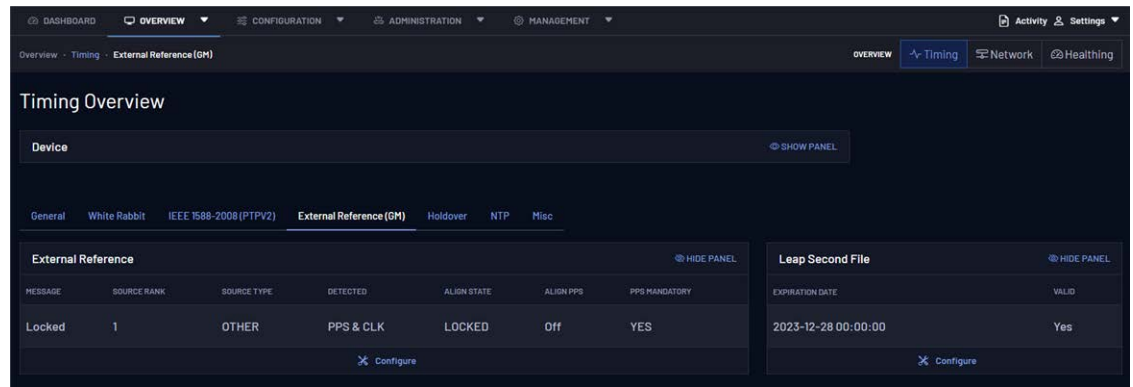 DASHBOARD OVERVIEW CONFIGURATION ADMINISTRATION MANAGEMENT Activity Settings
Overview · Timing · External Reference (GM) OVERVIEW Timing Network Healthing
Timing Overview
Device SHOW PANEL
General White Rabbit IEEE 1588-2008 (PTPV2) External Reference (GM) Holdover NTP Misc
External Reference HIDE PANEL Leap Second File HIDE PANEL
MESSAGE SOURCE RANK SOURCE TYPE DETECTED ALIGN STATE ALIGN PPS PPS MANDATORY EXPIRATION DATE VALID
Locked 1 OTHER PPS & CLK LOCKED Off YES 2023-12-28 00:00:00 Yes
Configure Configure